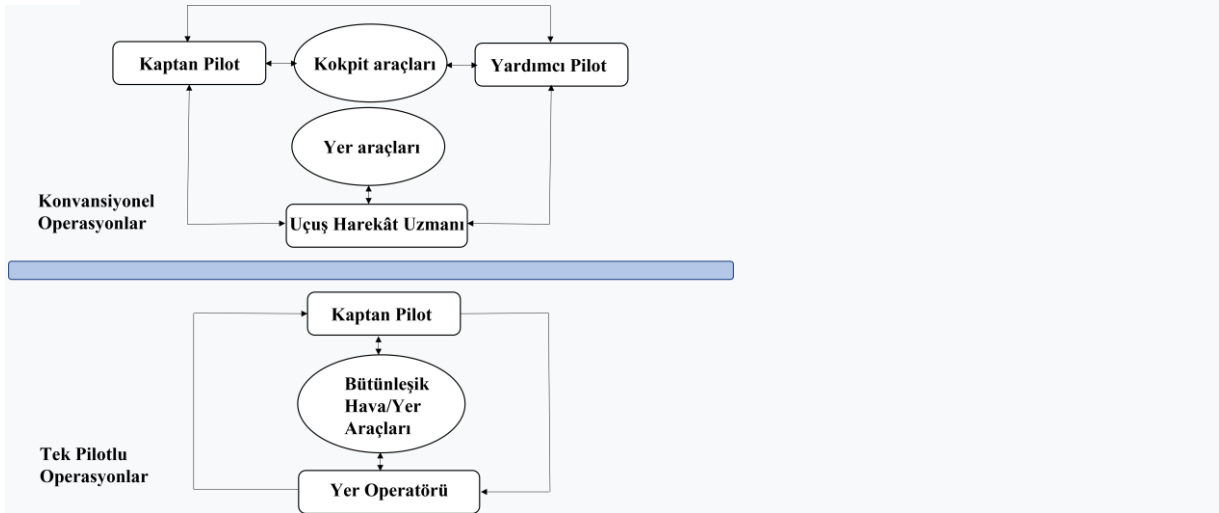 Kaptan Pilot
Kokpit araçları
Yardımcı Pilot
Yer araçları
Konvansiyonel
Operasyonlar
Uçuş Harekât Uzmanı
Kaptan Pilot
Bütünleşik
Hava/Yer
Araçları
Tek Pilotlu
Operasyonlar
Yer Operatörü